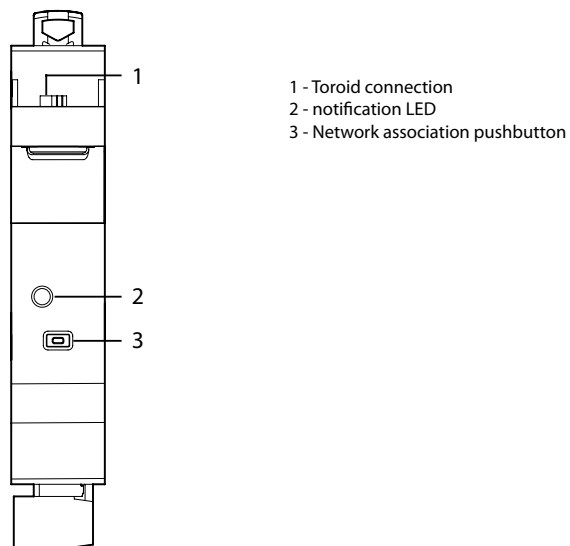 1
1 - Toroid connection
2 - notification LED
3 - Network association pushbutton
2
3